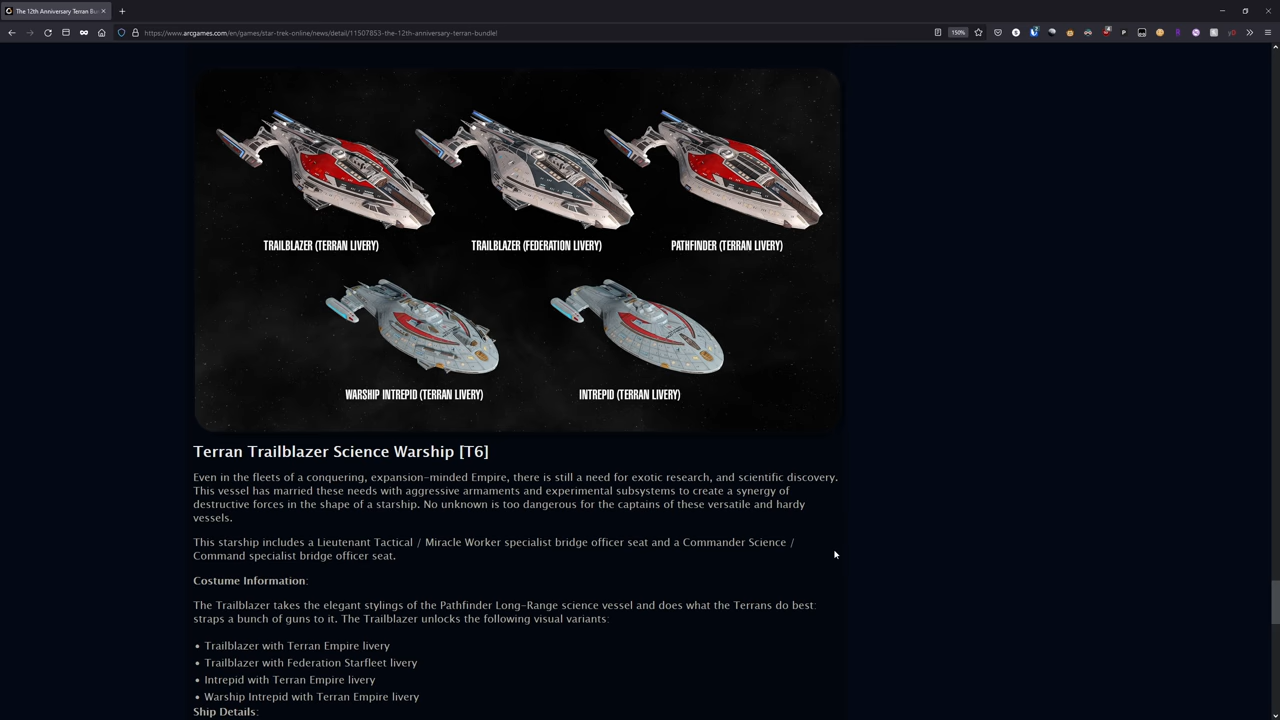 The 12th Anniversary Terran Bu
https://www.arcgames.com/en/games/star-trek-online/news/detail/11507853-the-12th-anniversary-terran-bundle!
150%
TRAILBLAZER (TERRAN LIVERY)
TRAILBLAZER (FEDERATION LIVERY)
PATHFINDER (TERRAN LIVERY)
WARSHIP INTREPID (TERRAN LIVERY)
INTREPID (TERRAN LIVERY)
Terran Trailblazer Science Warship [T6]
Even in the fleets of a conquering, expansion-minded Empire, there is still a need for exotic research, and scientific discovery.
This vessel has married these needs with aggressive armaments and experimental subsystems to create a synergy of
destructive forces in the shape of a starship. No unknown is too dangerous for the captains of these versatile and hardy
vessels.
This starship includes a Lieutenant Tactical / Miracle Worker specialist bridge officer seat and a Commander Science /
Command specialist bridge officer seat.
Costume Information:
The Trailblazer takes the elegant stylings of the Pathfinder Long-Range science vessel and does what the Terrans do best:
straps a bunch of guns to it. The Trailblazer unlocks the following visual variants:
• Trailblazer with Terran Empire livery
• Trailblazer with Federation Starfleet livery
• Intrepid with Terran Empire livery
• Warship Intrepid with Terran Empire livery
Ship Details: